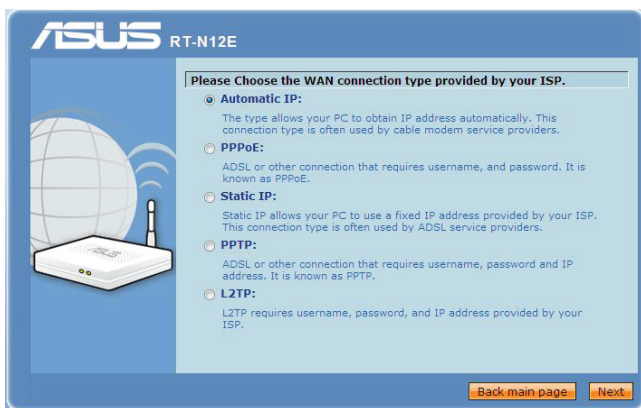 ASUS RT-N12E
Please Choose the WAN connection type provided by your ISP.
Automatic IP:
The type allows your PC to obtain IP address automatically. This
connection type is often used by cable modem service providers.
PPPoE:
ADSL or other connection that requires username, and password. It is
known as PPPoE.
Static IP:
Static IP allows your PC to use a fixed IP address provided by your ISP.
This connection type is often used by ADSL service providers.
PPTP:
ADSL or other connection that requires username, password and IP
address. It is known as PPTP.
L2TP:
L2TP requires username, password, and IP address provided by your
ISP.
ASUS
Back main page Next